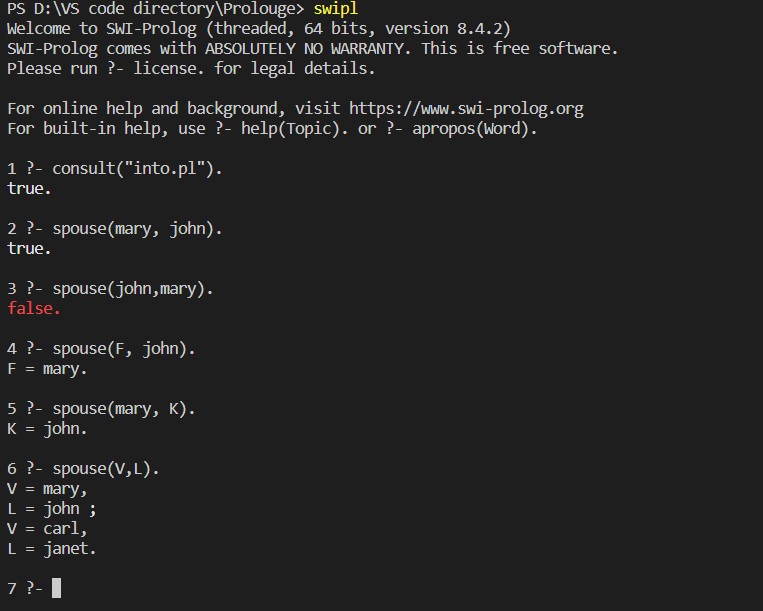 PS D:\VS code directory\Prolouge> swipl
Welcome to SWI-Prolog (threaded, 64 bits, version 8.4.2)
SWI-Prolog comes with ABSOLUTELY NO WARRANTY. This is free software.
Please run ?- license. for legal details.
For online help and background, visit https://www.swi-prolog.org
For built-in help, use ?- help(Topic). or ?- apropos(Word).
1 ?- consult("into.pl").
true.
2 ?- spouse(mary, john).
true.
3 ?- spouse(john,mary).
false.
4 ?- spouse(F, john).
F = mary.
5 ?- spouse(mary, K).
K = john.
6 ?- spouse(V,L).
V = mary,
L = john ;
V = carl,
L = janet.
7 ?-